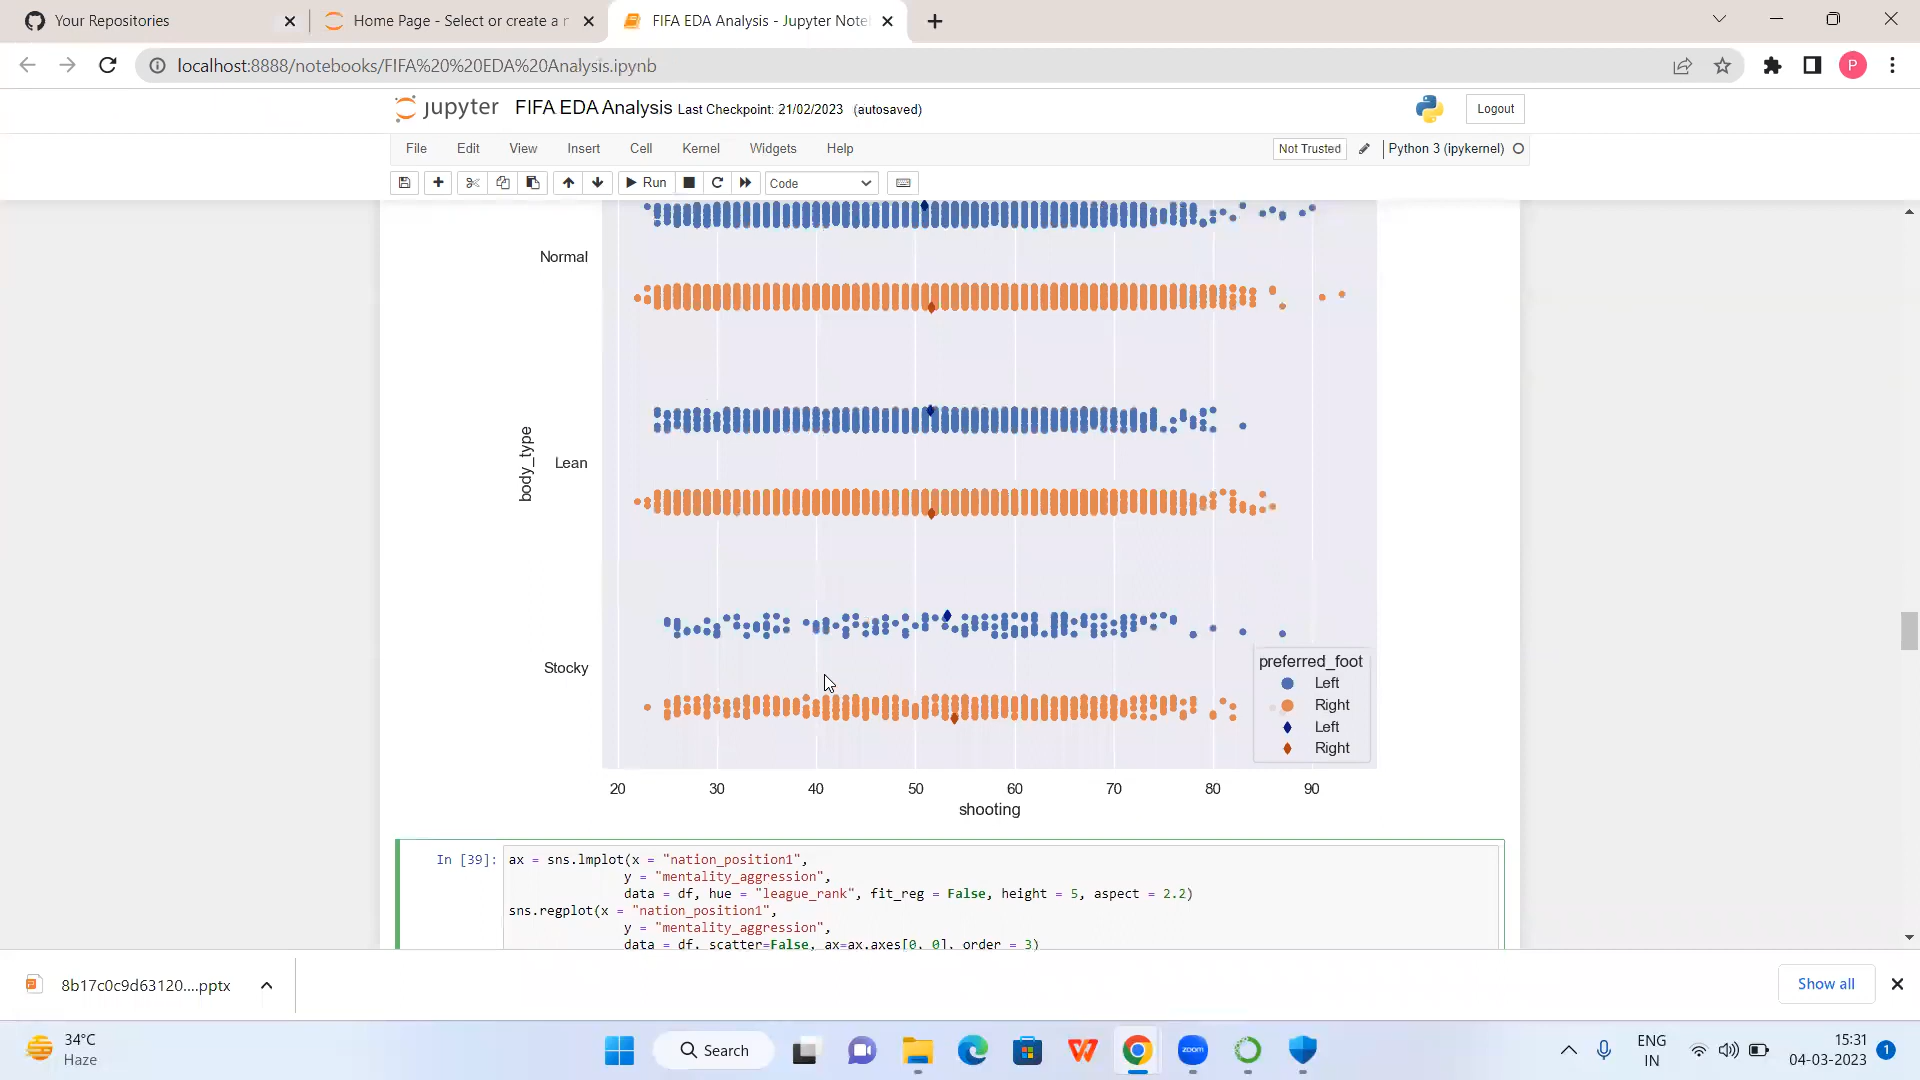 Your Repositories
Home Page - Select or create a n
FIFA EDA Analysis - Jupyter Note
localhost:8888/notebooks/FIFA%20%20EDA%20Analysis.ipynb
P
jupyter FIFA EDA Analysis Last Checkpoint: 21/02/2023 (autosaved)
Logout
File Edit View Insert Cell Kernel Widgets Help
Not Trusted
Python 3 (ipykernel)
Run
Code
Normal
Lean
body_type
Stocky
preferred_foot
Left
Right
Left
Right
20 30 40 50 60 70 80 90
shooting
In [39]:
ax = sns.lmplot(x = "nation_position1",
y = "mentality_aggression",
data = df, hue = "league_rank", fit_reg = False, height = 5, aspect = 2.2)
sns.regplot(x = "nation_position1",
y = "mentality_aggression",
data = df, scatter=False, ax=ax.axes[0, 0], order = 3)
8b17c0c9d63120....pptx
Show all
34°C
Haze
Search
zoom
ENG
IN
15:31
04-03-2023
1